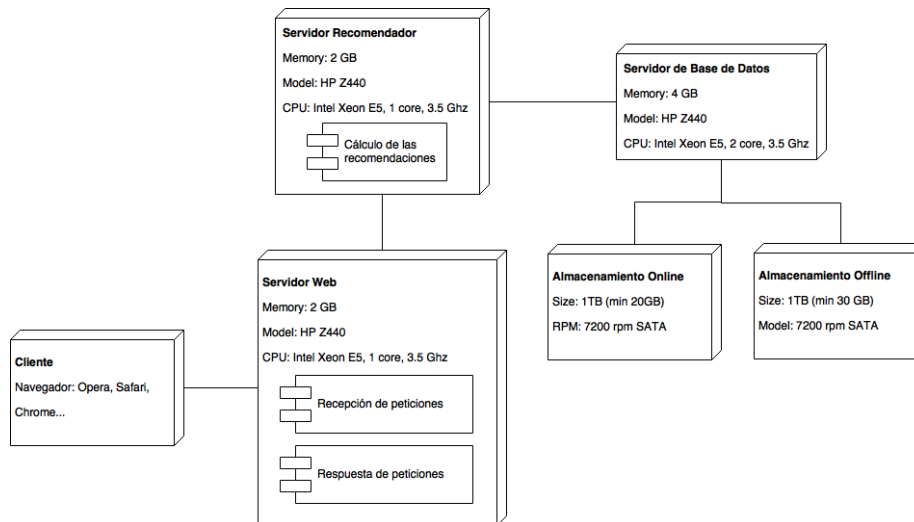 Servidor Recomendador
Memory: 2 GB
Model: HP Z440
CPU: Intel Xeon E5, 1 core, 3.5 Ghz
Cálculo de las
recomendaciones
Servidor de Base de Datos
Memory: 4 GB
Model: HP Z440
CPU: Intel Xeon E5, 2 core, 3.5 Ghz
Almacenamiento Online
Size: 1TB (min 20GB)
RPM: 7200 rpm SATA
Almacenamiento Offline
Size: 1TB (min 30 GB)
Model: 7200 rpm SATA
Servidor Web
Memory: 2 GB
Model: HP Z440
CPU: Intel Xeon E5, 1 core, 3.5 Ghz
Recepción de peticiones
Respuesta de peticiones
Cliente
Navegador: Opera, Safari,
Chrome...